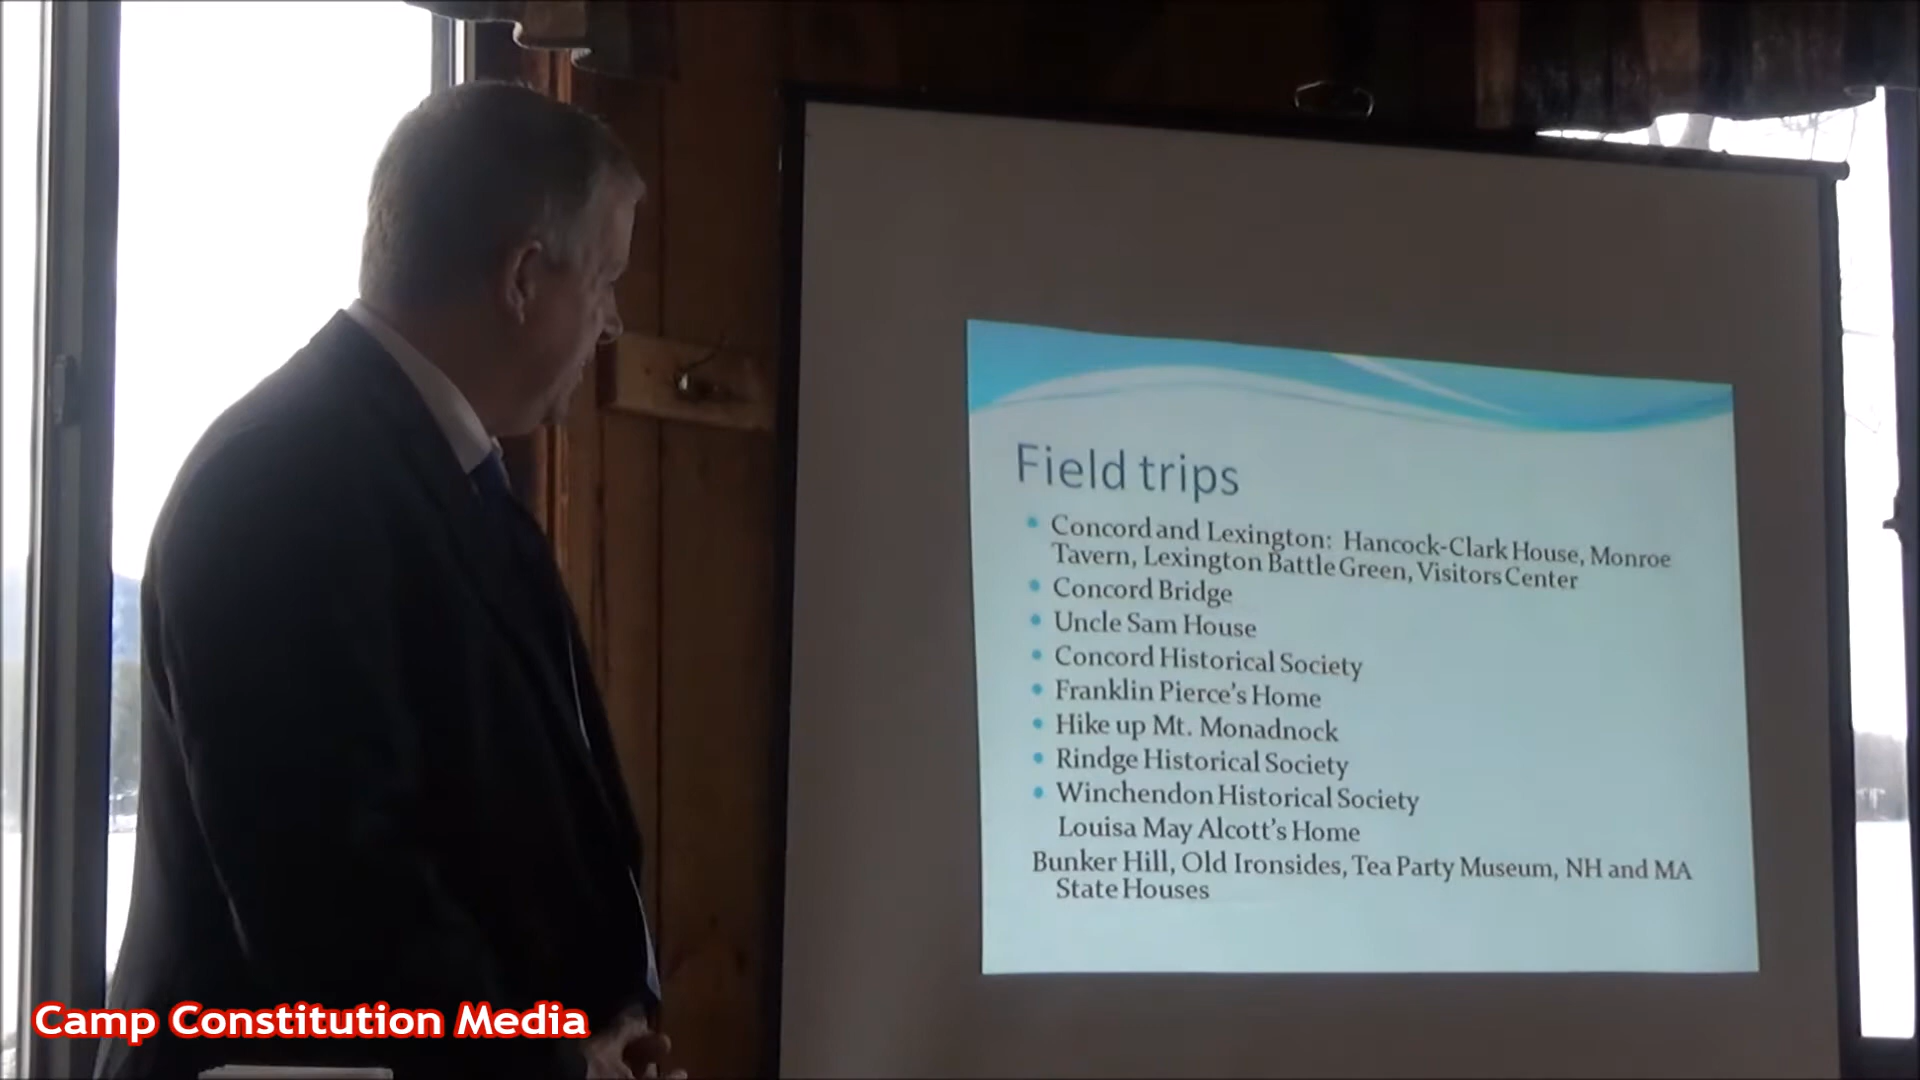 Field trips
Concord and Lexington: Hancock-Clark House, Monroe
Tavern, Lexington Battle Green, Visitors Center
Concord Bridge
Uncle Sam House
Concord Historical Society
Franklin Pierce's Home
Hike up Mt. Monadnock
Rindge Historical Society
Winchendon Historical Society
Louisa May Alcott's Home
Bunker Hill, Old Ironsides, Tea Party Museum, NH and MA
State Houses
Camp Constitution Media